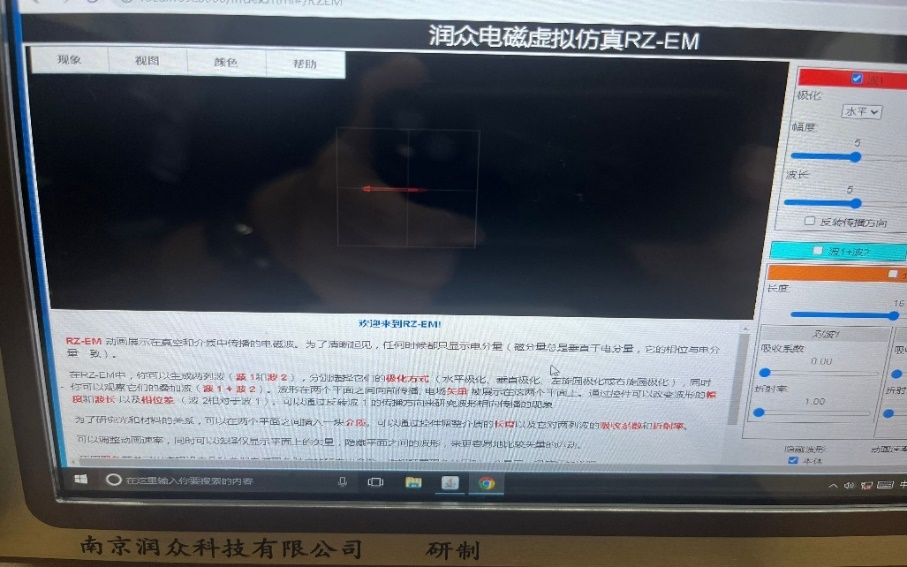 润众电磁虚拟仿真RZ-EM
现象 视图 颜色 帮助
极化:
水平
幅度:
5
波长:
5
反转传播方向
波1+波2
长度:
16
对波1
吸收系数
0.00
折射率
1.00
欢迎来到RZ-EM!
RZ-EM 动画展示在真空和介质中传播的电磁波。为了清晰起见，任何时候都只显示电分量（磁分量总是垂直于电分量，它的相位与电分
量一致）。
在RZ-EM中，你可以生成两列波（波 1和波 2），分别选择它们的极化方式（水平极化、垂直极化、左旋圆极化或右旋圆极化），同时
你可以观察它们的叠加波（波 1 + 波 2）。波形在两个平面之间向前传播, 电场矢量 被展示在这两个平面上。通过控件可以改变波形的幅
度和波长以及相位差（波 2相对于波 1）。可以通过反转波 1 的传播方向来研究波形相向传播的现象
为了研究光和材料的关系，可以在两个平面之间插入一块介质。可以通过控件调整介质的长度以及它对两列波的吸收系数和折射率。
可以调整动画速率，同时可以选择仅显示平面上的矢量，隐藏平面之间的波形，来更容易地比较矢量的运动。
隐藏波形:
在这里输入你要搜索的内容
南京润众科技有限公司 研制